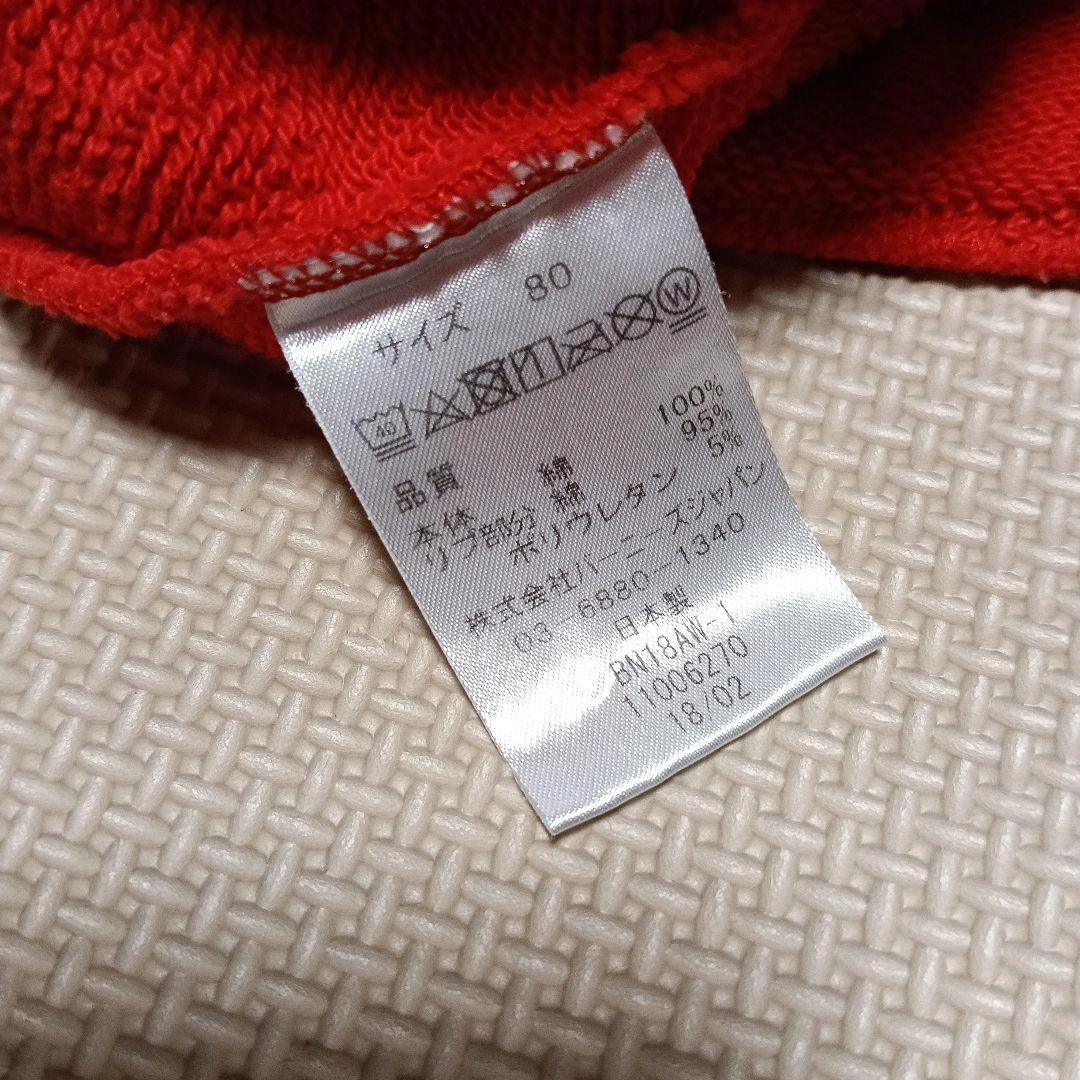 サイズ 80
40 W
品質
本体 綿 100%
リブ部分 綿 95%
ポリウレタン 5%
株式会社バーニーズジャパン
03-6880-1340
日本製
BN18AW-1
11006270
18/02